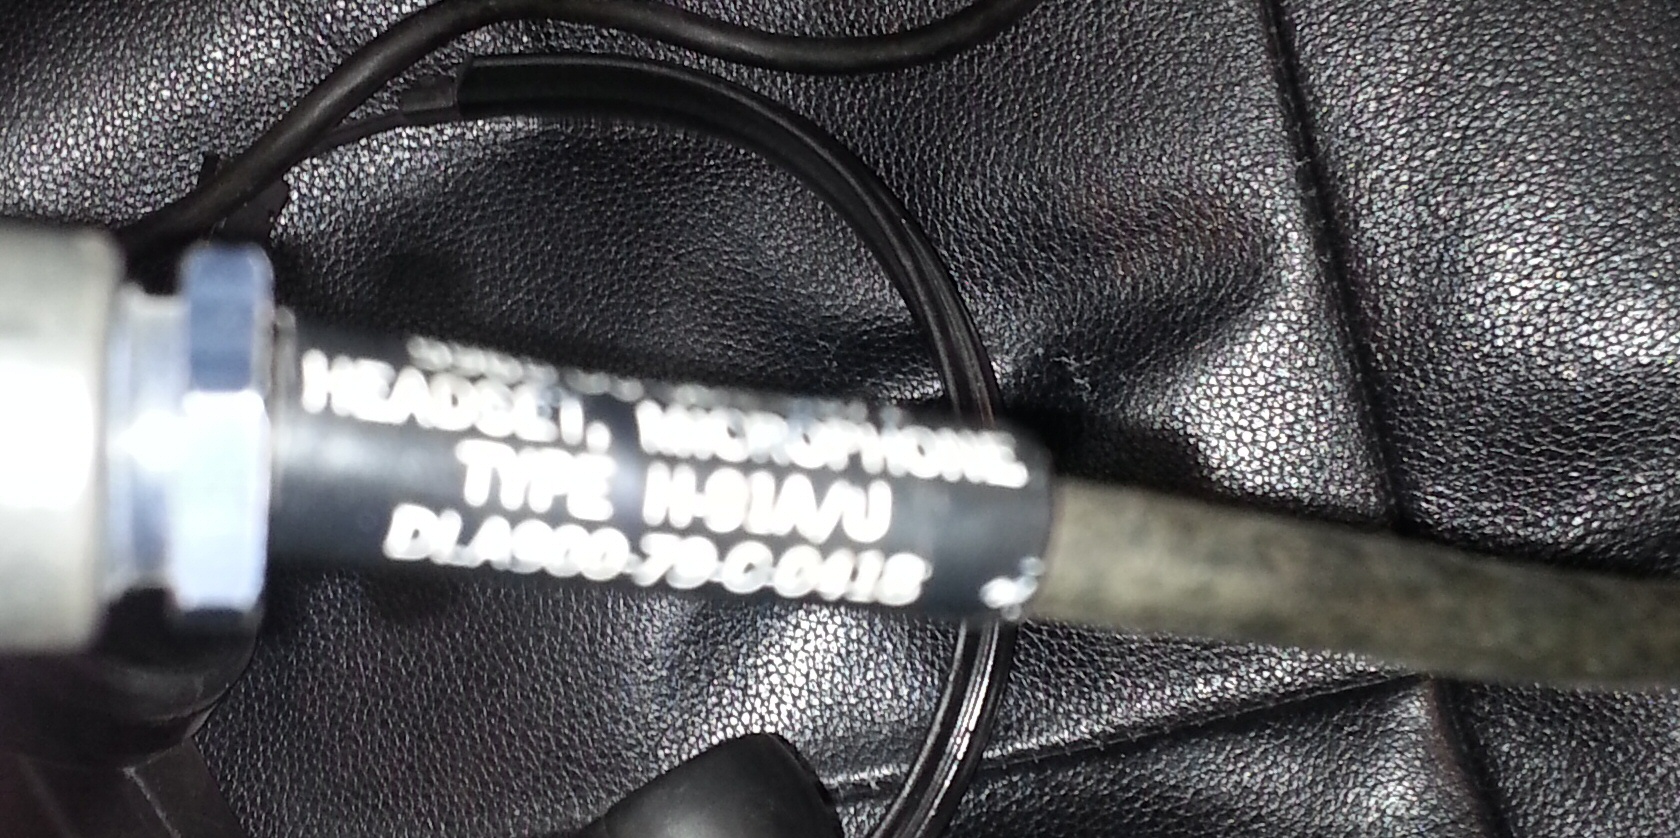 HEADSET, MICROPHONE,
TYPE H-91A/U
DLA900-79-C-0418